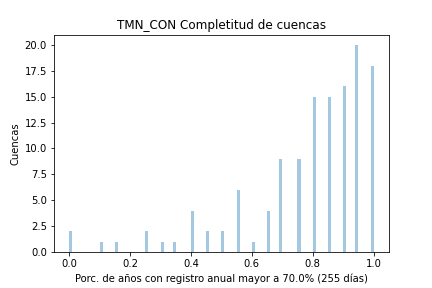 TMN_CON Completitud de cuencas
20.0
17.5
15.0
12.5
10.0
7.5
5.0
2.5
0.0
Cuencas
0.0 0.2 0.4 0.6 0.8 1.0
Porc. de años con registro anual mayor a 70.0% (255 días)